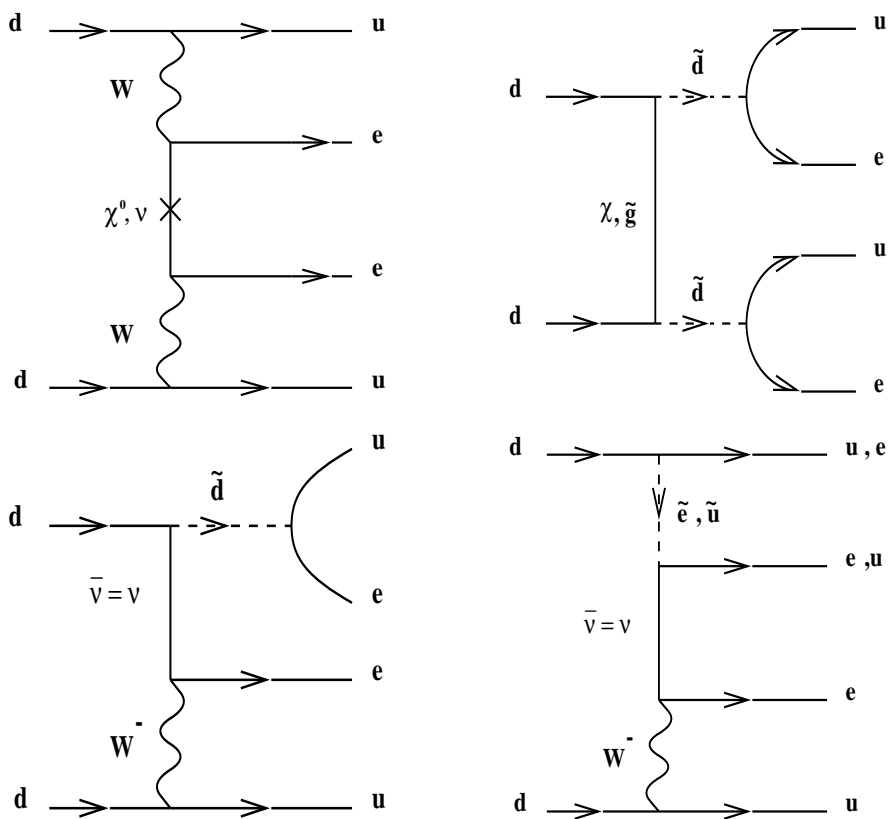 d u
W
e
χ⁰, ν
e
W
d u
u
d d̃
e
χ, g̃
u
d d̃
e
u
d d̃
e
ν̅ = ν
e
W⁻
d u
d u , e
ẽ , ũ
e ,u
ν̅ = ν
e
W⁻
d u